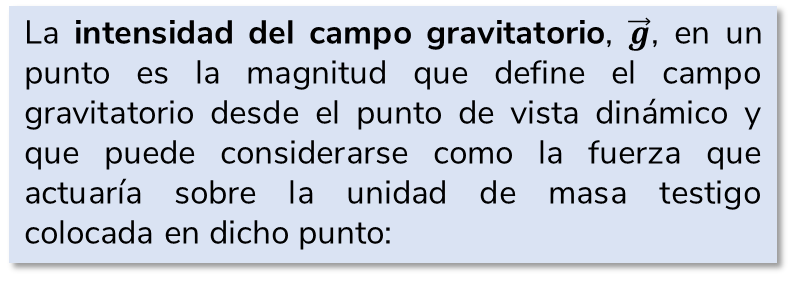 La intensidad del campo gravitatorio, $\vec{g}$, en un
punto es la magnitud que define el campo
gravitatorio desde el punto de vista dinámico y
que puede considerarse como la fuerza que
actuaría sobre la unidad de masa testigo
colocada en dicho punto: